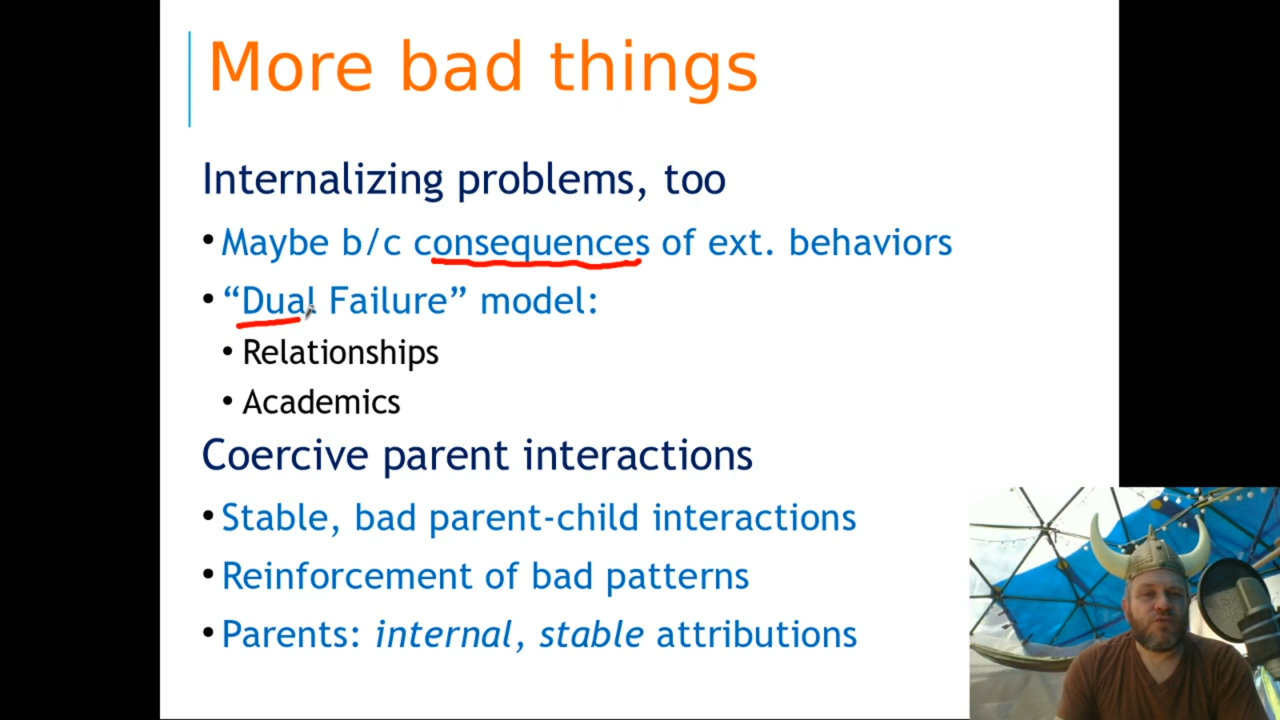 More bad things
Internalizing problems, too
•Maybe b/c consequences of ext. behaviors
•“Dual Failure” model:
•Relationships
•Academics
Coercive parent interactions
•Stable, bad parent-child interactions
•Reinforcement of bad patterns
•Parents: internal, stable attributions